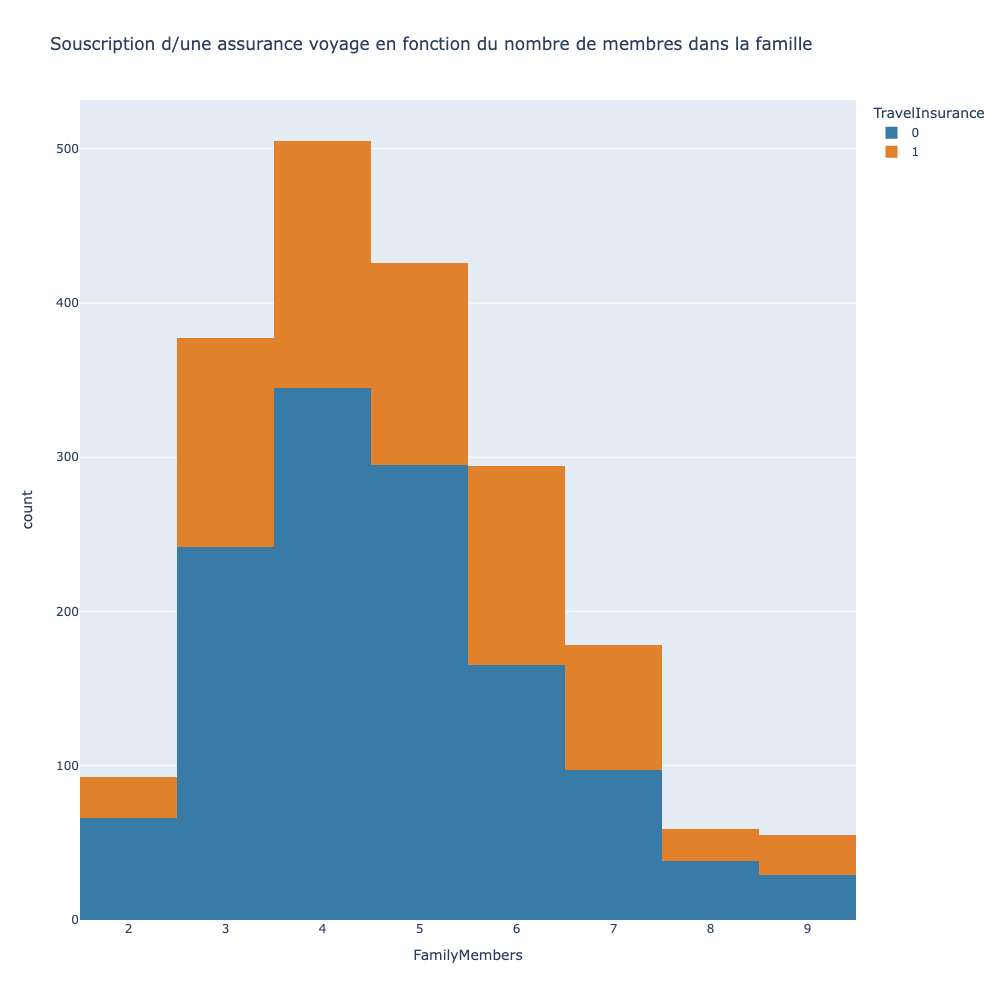 Souscription d/une assurance voyage en fonction du nombre de membres dans la famille
TravelInsurance
0
1
500
400
300
200
100
0
count
2 3 4 5 6 7 8 9
FamilyMembers